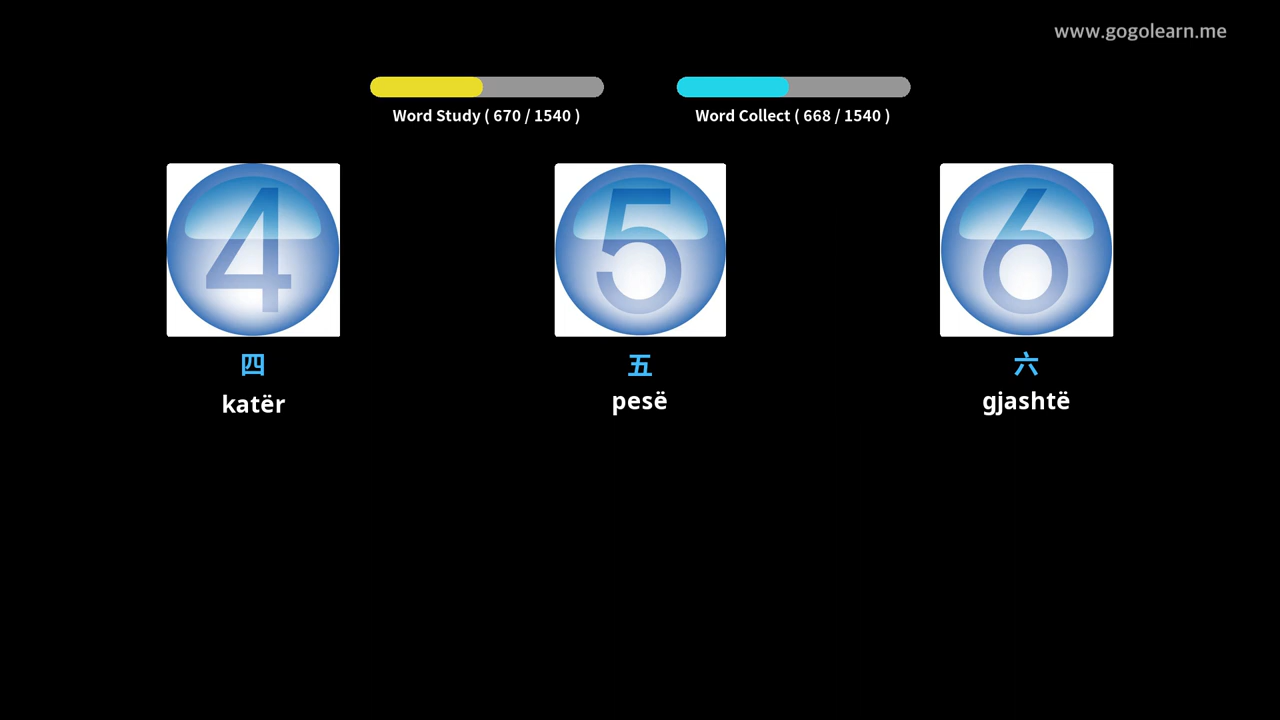 www.gogolearn.me
Word Study ( 670 / 1540 )
Word Collect ( 668 / 1540 )
4
5
6
四
五
六
katër
pesë
gjashtë